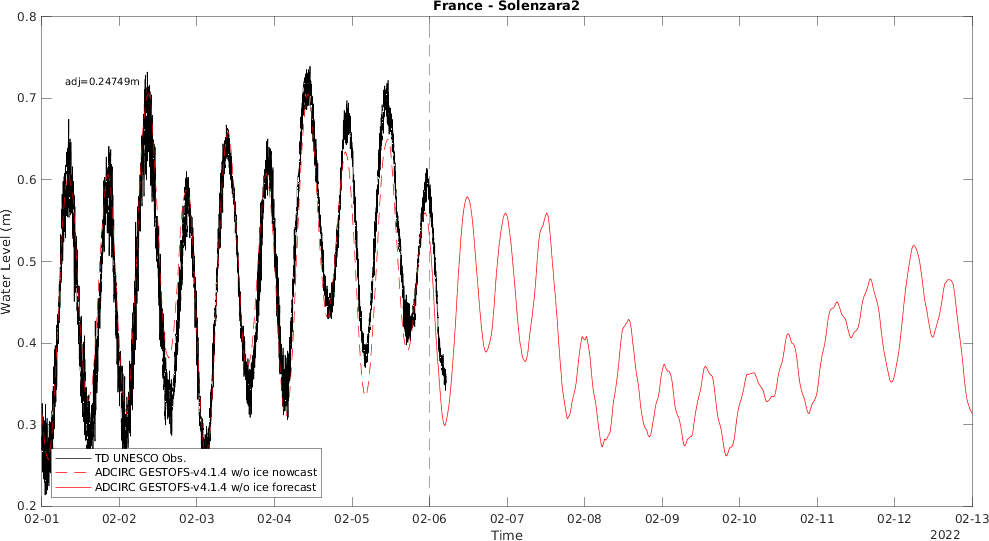 France - Solenzara2
0.8
adj=0.24749m
0.7
0.6
0.5
0.4
0.3
0.2
Water Level (m)
TD UNESCO Obs.
ADCIRC GESTOFS-v4.1.4 w/o ice nowcast
ADCIRC GESTOFS-v4.1.4 w/o ice forecast
02-01 02-02 02-03 02-04 02-05 02-06 02-07 02-08 02-09 02-10 02-11 02-12 02-13
Time
2022